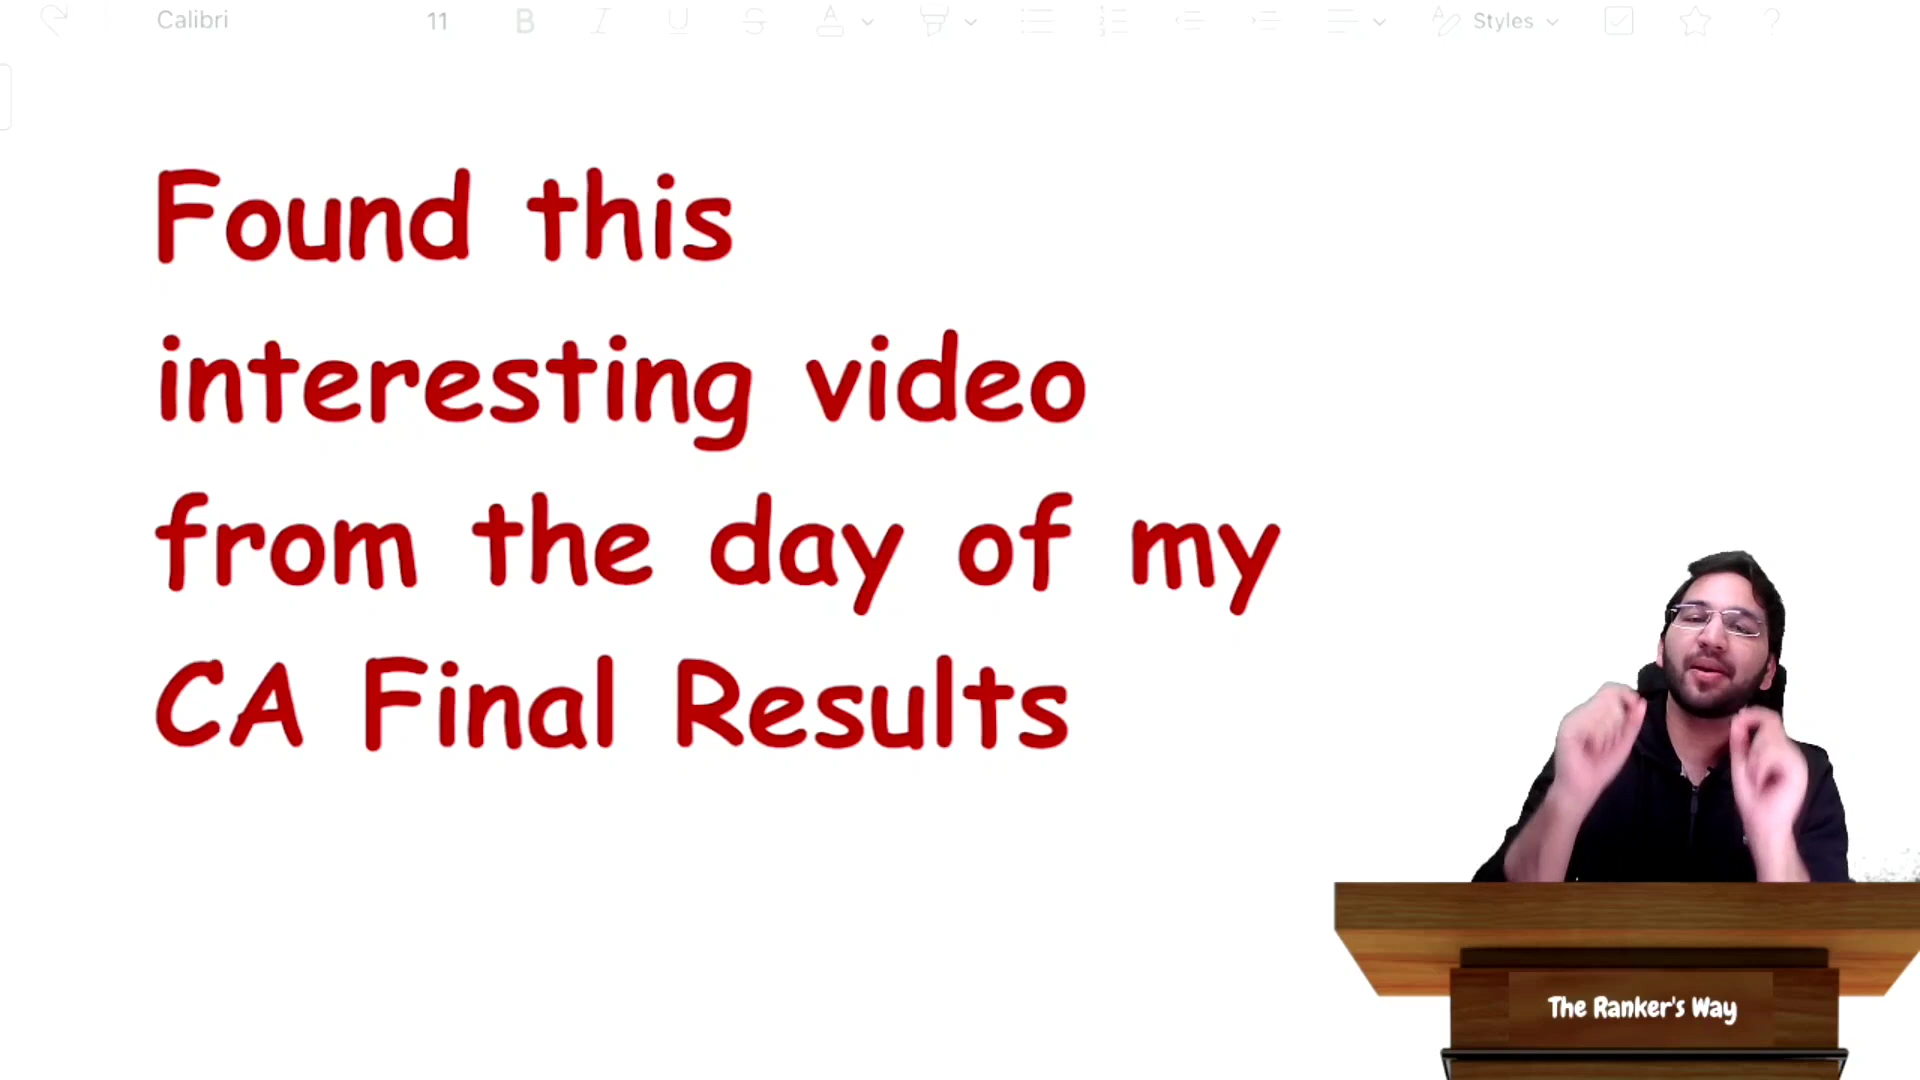 Calibri 11 B I U S A Styles ?
Found this
interesting video
from the day of my
CA Final Results
The Ranker's Way